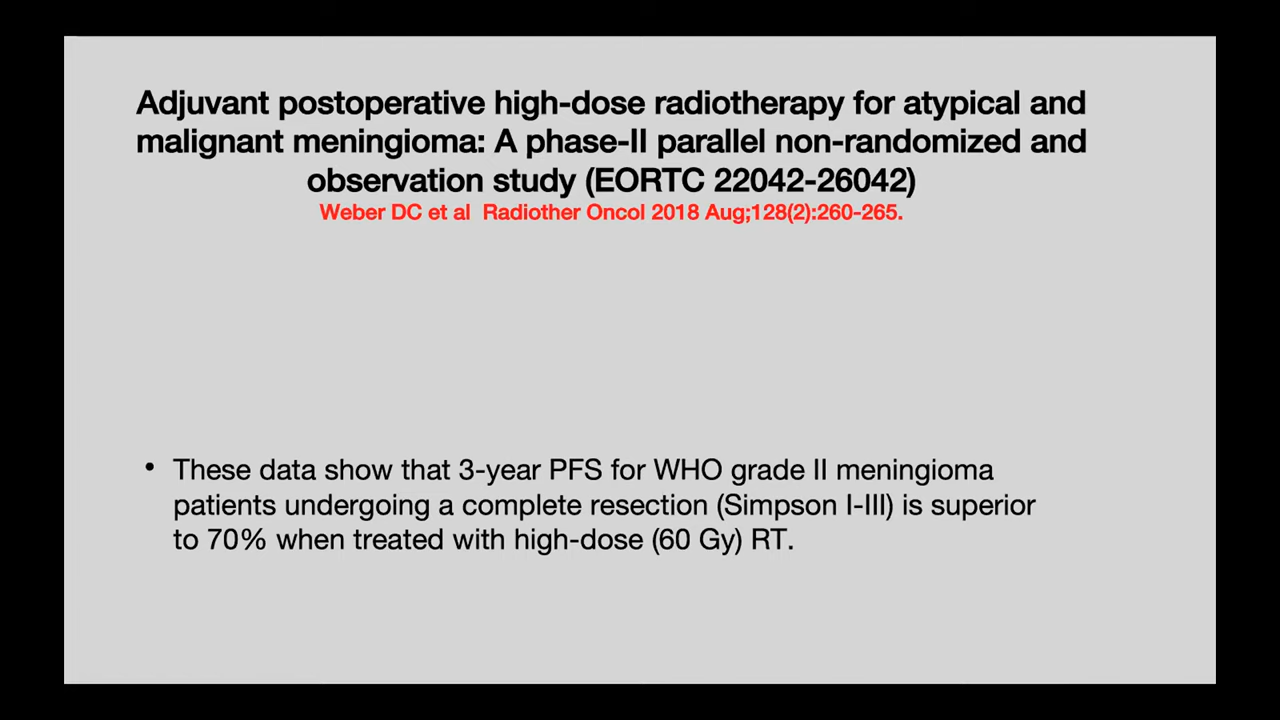 Adjuvant postoperative high-dose radiotherapy for atypical and
malignant meningioma: A phase-II parallel non-randomized and
observation study (EORTC 22042-26042)
Weber DC et al Radiother Oncol 2018 Aug;128(2):260-265.
• These data show that 3-year PFS for WHO grade II meningioma
patients undergoing a complete resection (Simpson I-III) is superior
to 70% when treated with high-dose (60 Gy) RT.